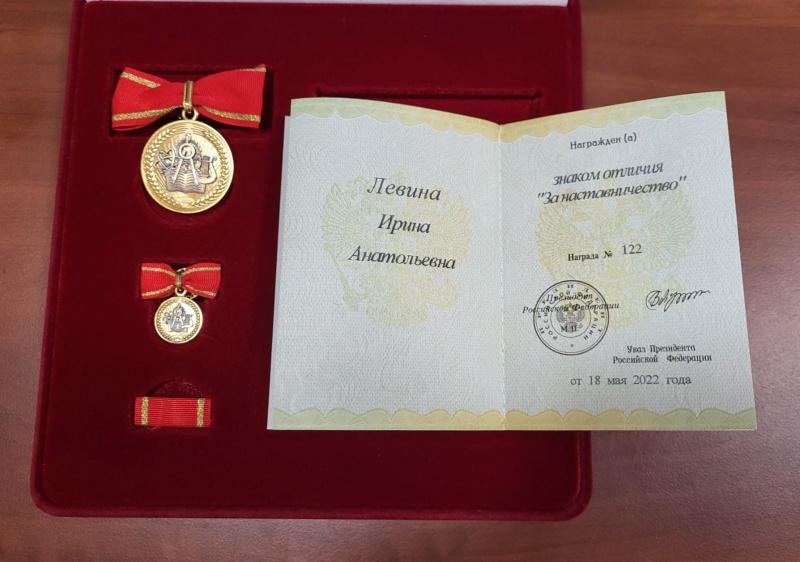 Левина
Ирина
Анатольевна
Награжден (а)
знаком отличия
"За наставничество"
Награда № 122
Президент
Российской Федерации
М.П.
Указ Президента
Российской Федерации
от 18 мая 2022 года